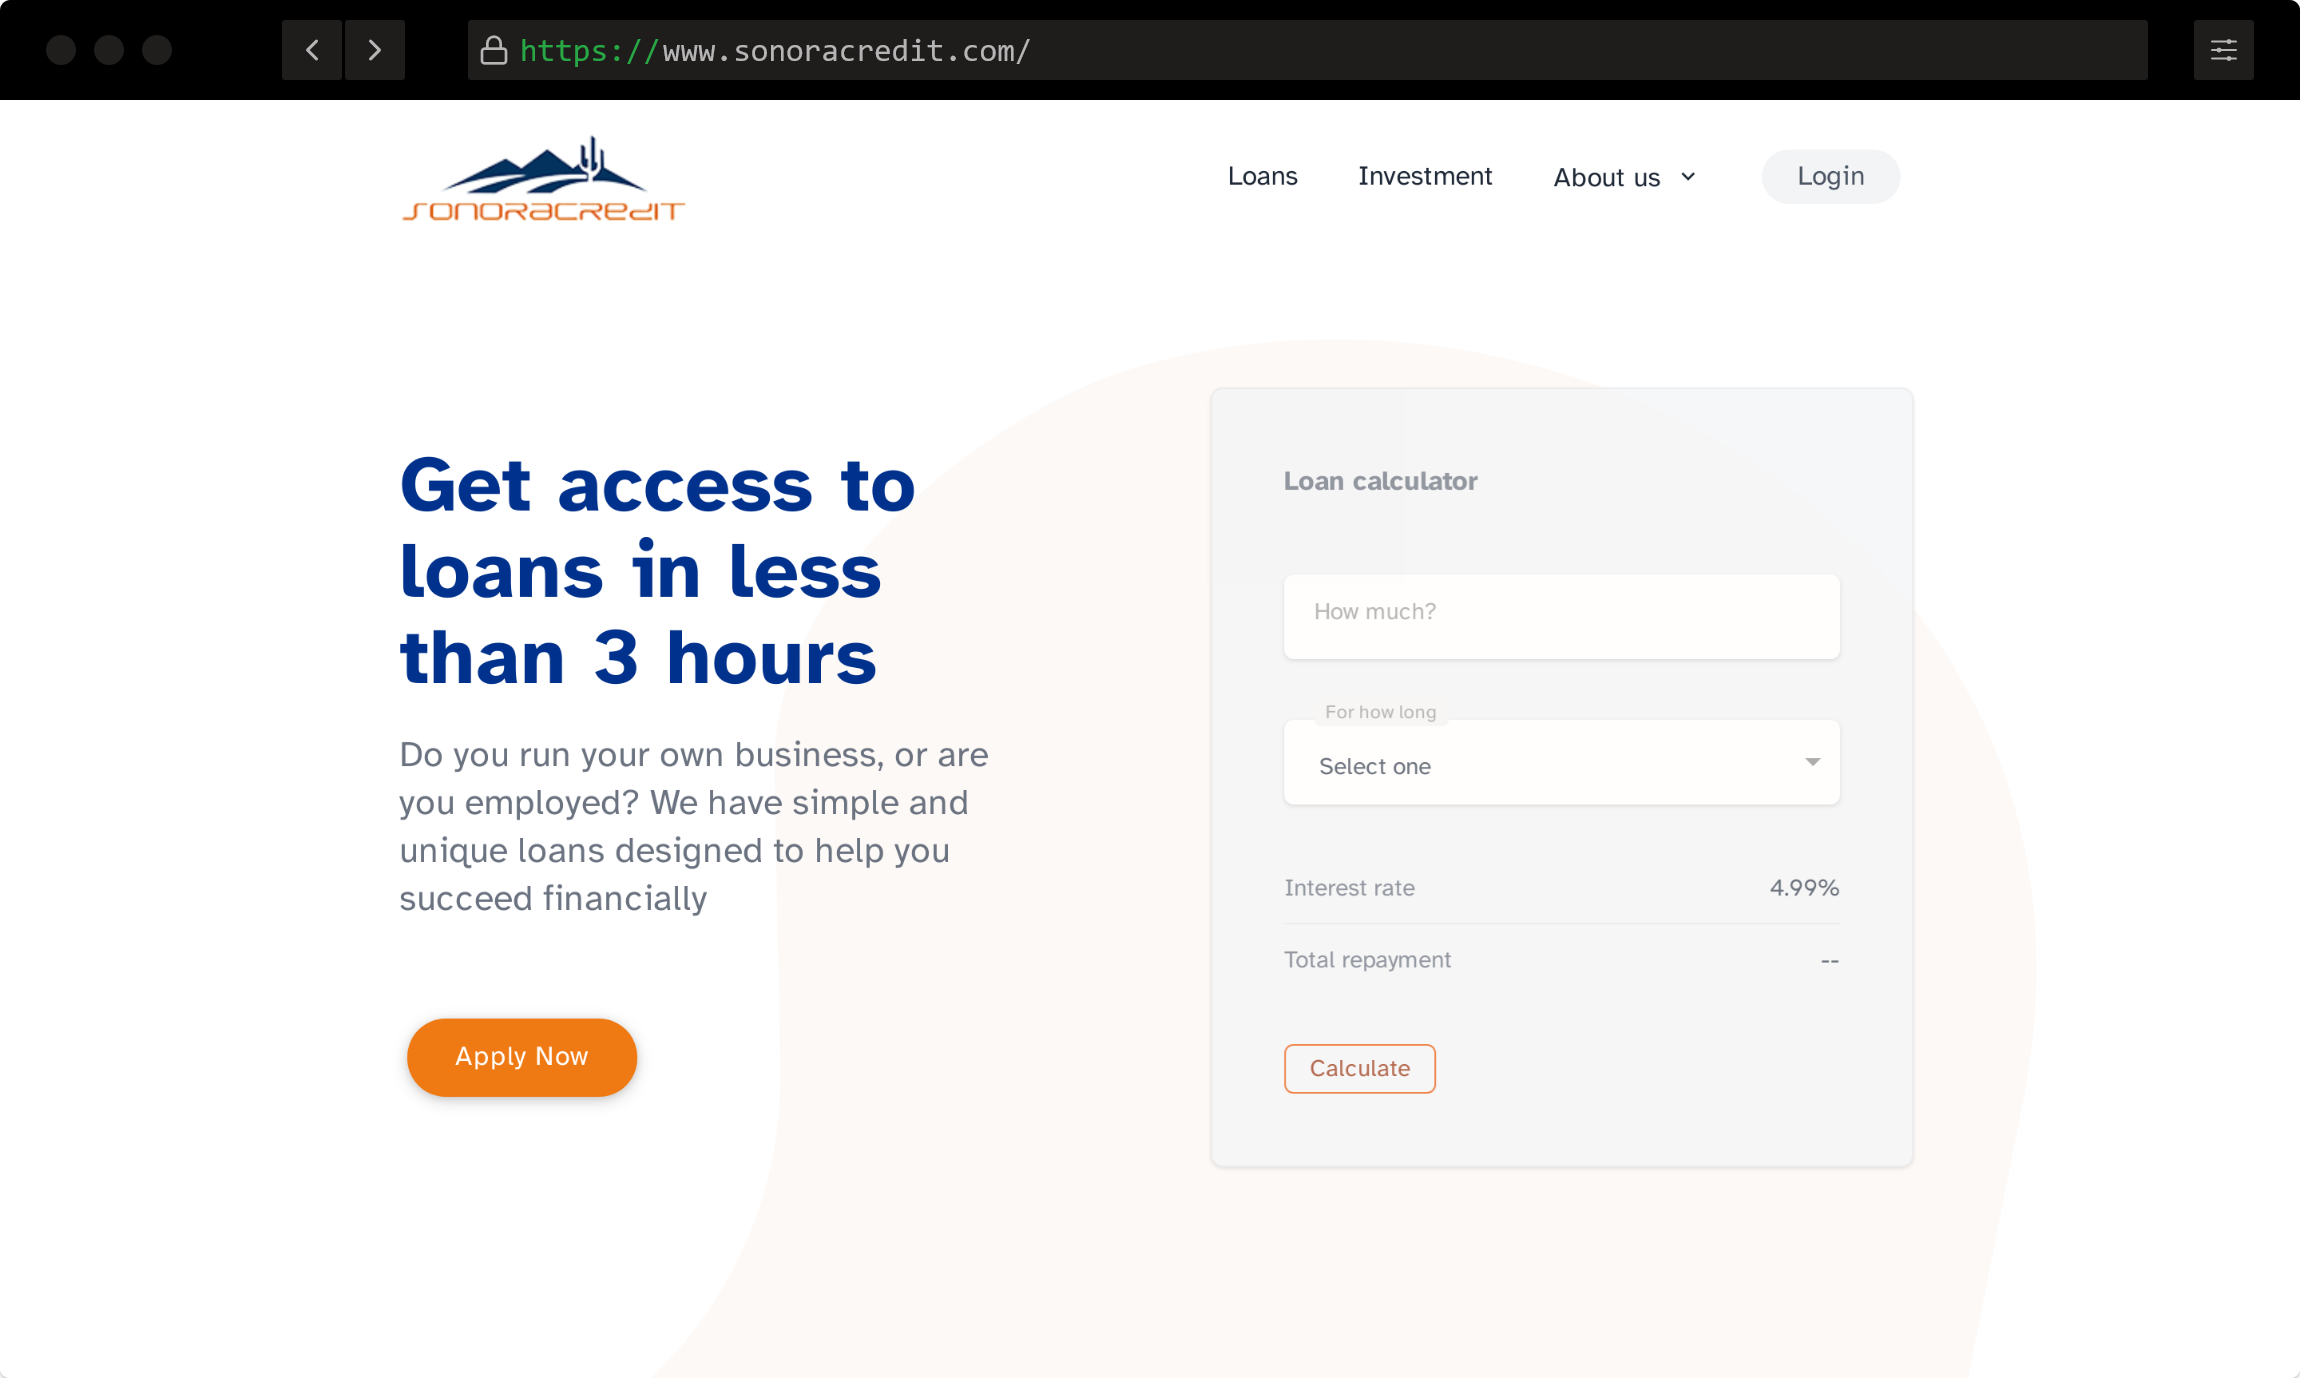 https://www.sonoracredit.com/
SONORACREDIT
Loans Investment About us Login
Get access to
loans in less
than 3 hours
Do you run your own business, or are
you employed? We have simple and
unique loans designed to help you
succeed financially
Apply Now
Loan calculator
How much?
For how long
Select one
Interest rate 4.99%
Total repayment --
Calculate